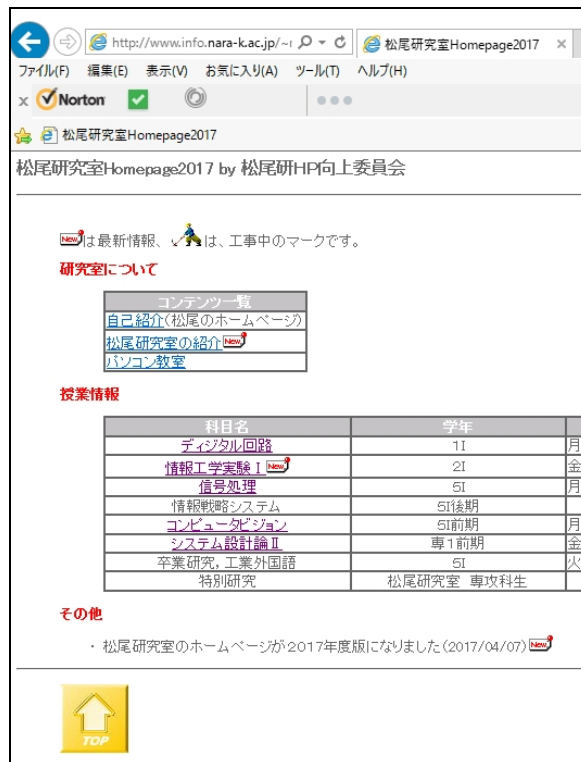 http://www.info.nara-k.ac.jp/~ 松尾研究室Homepage2017 ×
ファイル(F) 編集(E) 表示(V) お気に入り(A) ツール(T) ヘルプ(H)
x Norton
松尾研究室Homepage2017
松尾研究室Homepage2017 by 松尾研HP向上委員会
Newは最新情報、は、工事中のマークです。
研究室について
コンテンツ一覧
自己紹介(松尾のホームページ)
松尾研究室の紹介 New
パソコン教室
授業情報
科目名 学年
ディジタル回路 1I 月
情報工学実験Ⅰ New 2I 金
信号処理 5I 月
情報戦略システム 5I後期
コンピュータビジョン 5I前期 月
システム設計論Ⅱ 専1前期 金
卒業研究, 工業外国語 5I 火
特別研究 松尾研究室 専攻科生
その他
・ 松尾研究室のホームページが2017年度版になりました(2017/04/07) New
TOP